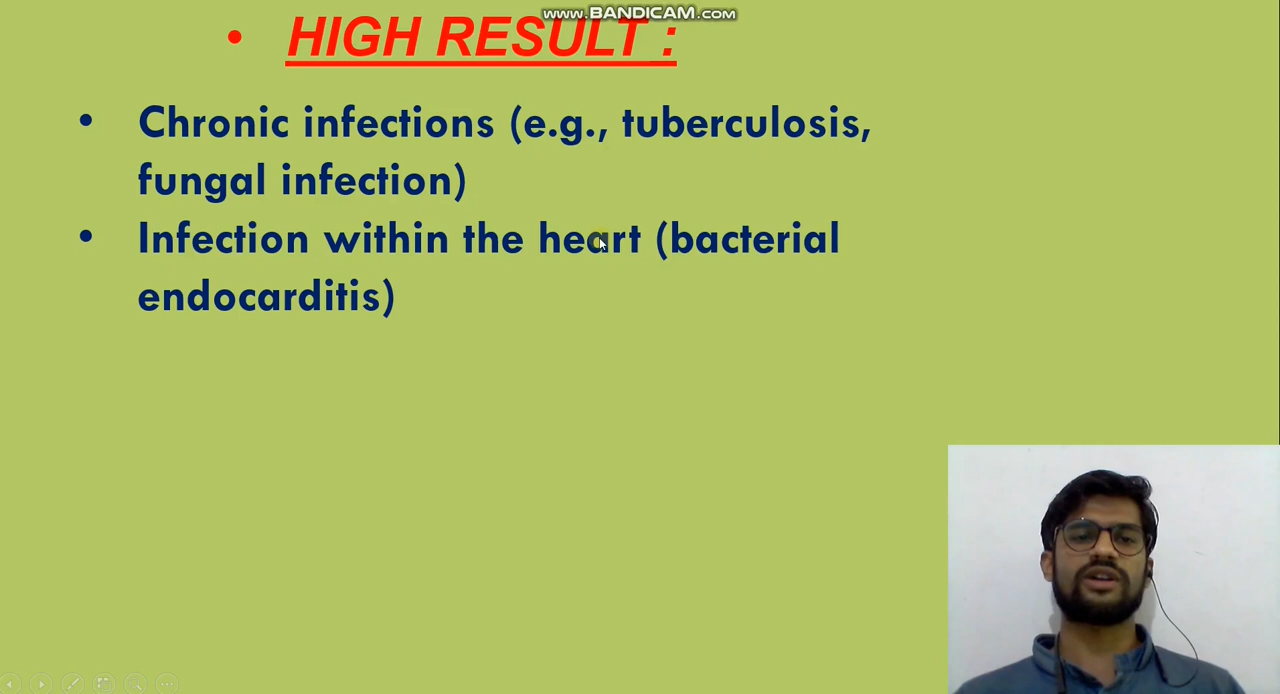 www.BANDICAM.com
• HIGH RESULT :
• Chronic infections (e.g., tuberculosis,
fungal infection)
• Infection within the heart (bacterial
endocarditis)